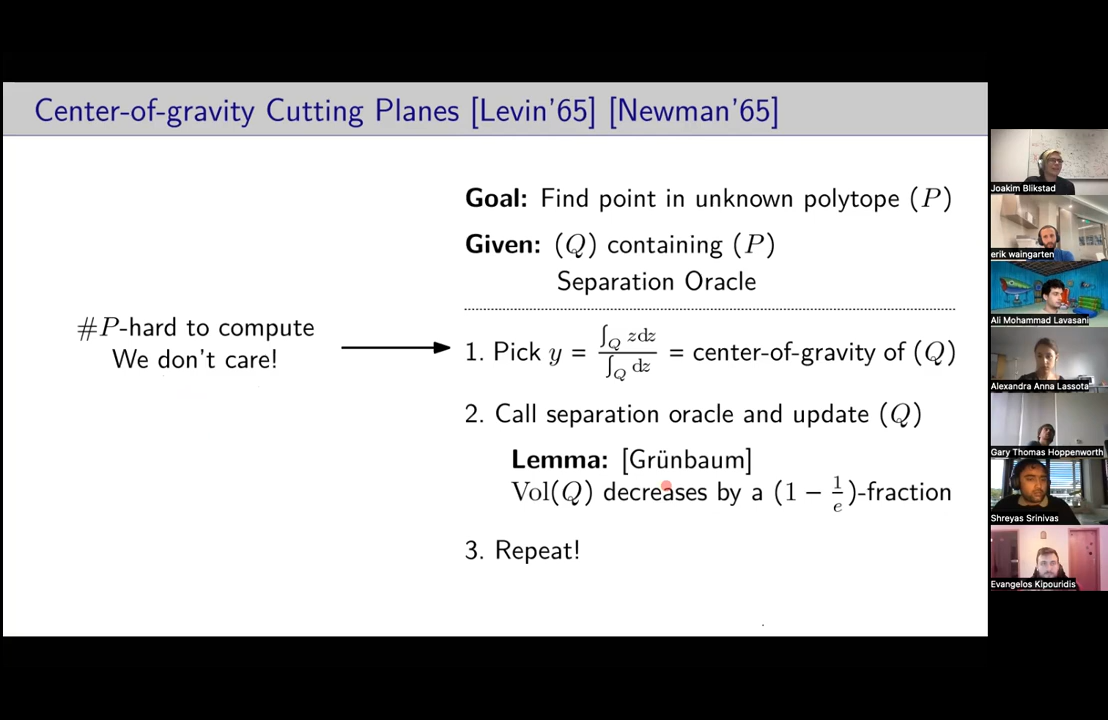 Center-of-gravity Cutting Planes [Levin'65] [Newman'65]
Goal: Find point in unknown polytope (P)
Given: (Q) containing (P)
Separation Oracle
#P-hard to compute
We don't care!
1. Pick y = ∫_Q zdz / ∫_Q dz = center-of-gravity of (Q)
2. Call separation oracle and update (Q)
Lemma: [Grünbaum]
Vol(Q) decreases by a (1 − 1/e)-fraction
3. Repeat!
Joakim Blikstad
erik waingarten
Ali Mohammad Lavasani
Alexandra Anna Lassota
Gary Thomas Hoppenworth
Shreyas Srinivas
Evangelos Kipouridis